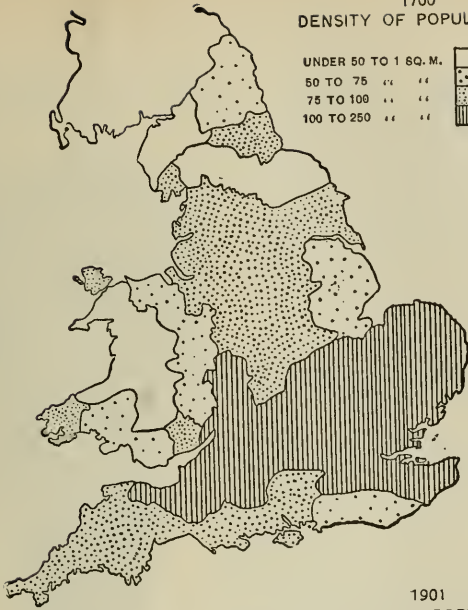 1700
DENSITY OF POPUL
UNDER 50 TO 1 SQ. M.
50 TO 75 " "
75 TO 100 " "
100 TO 250 " "
1901